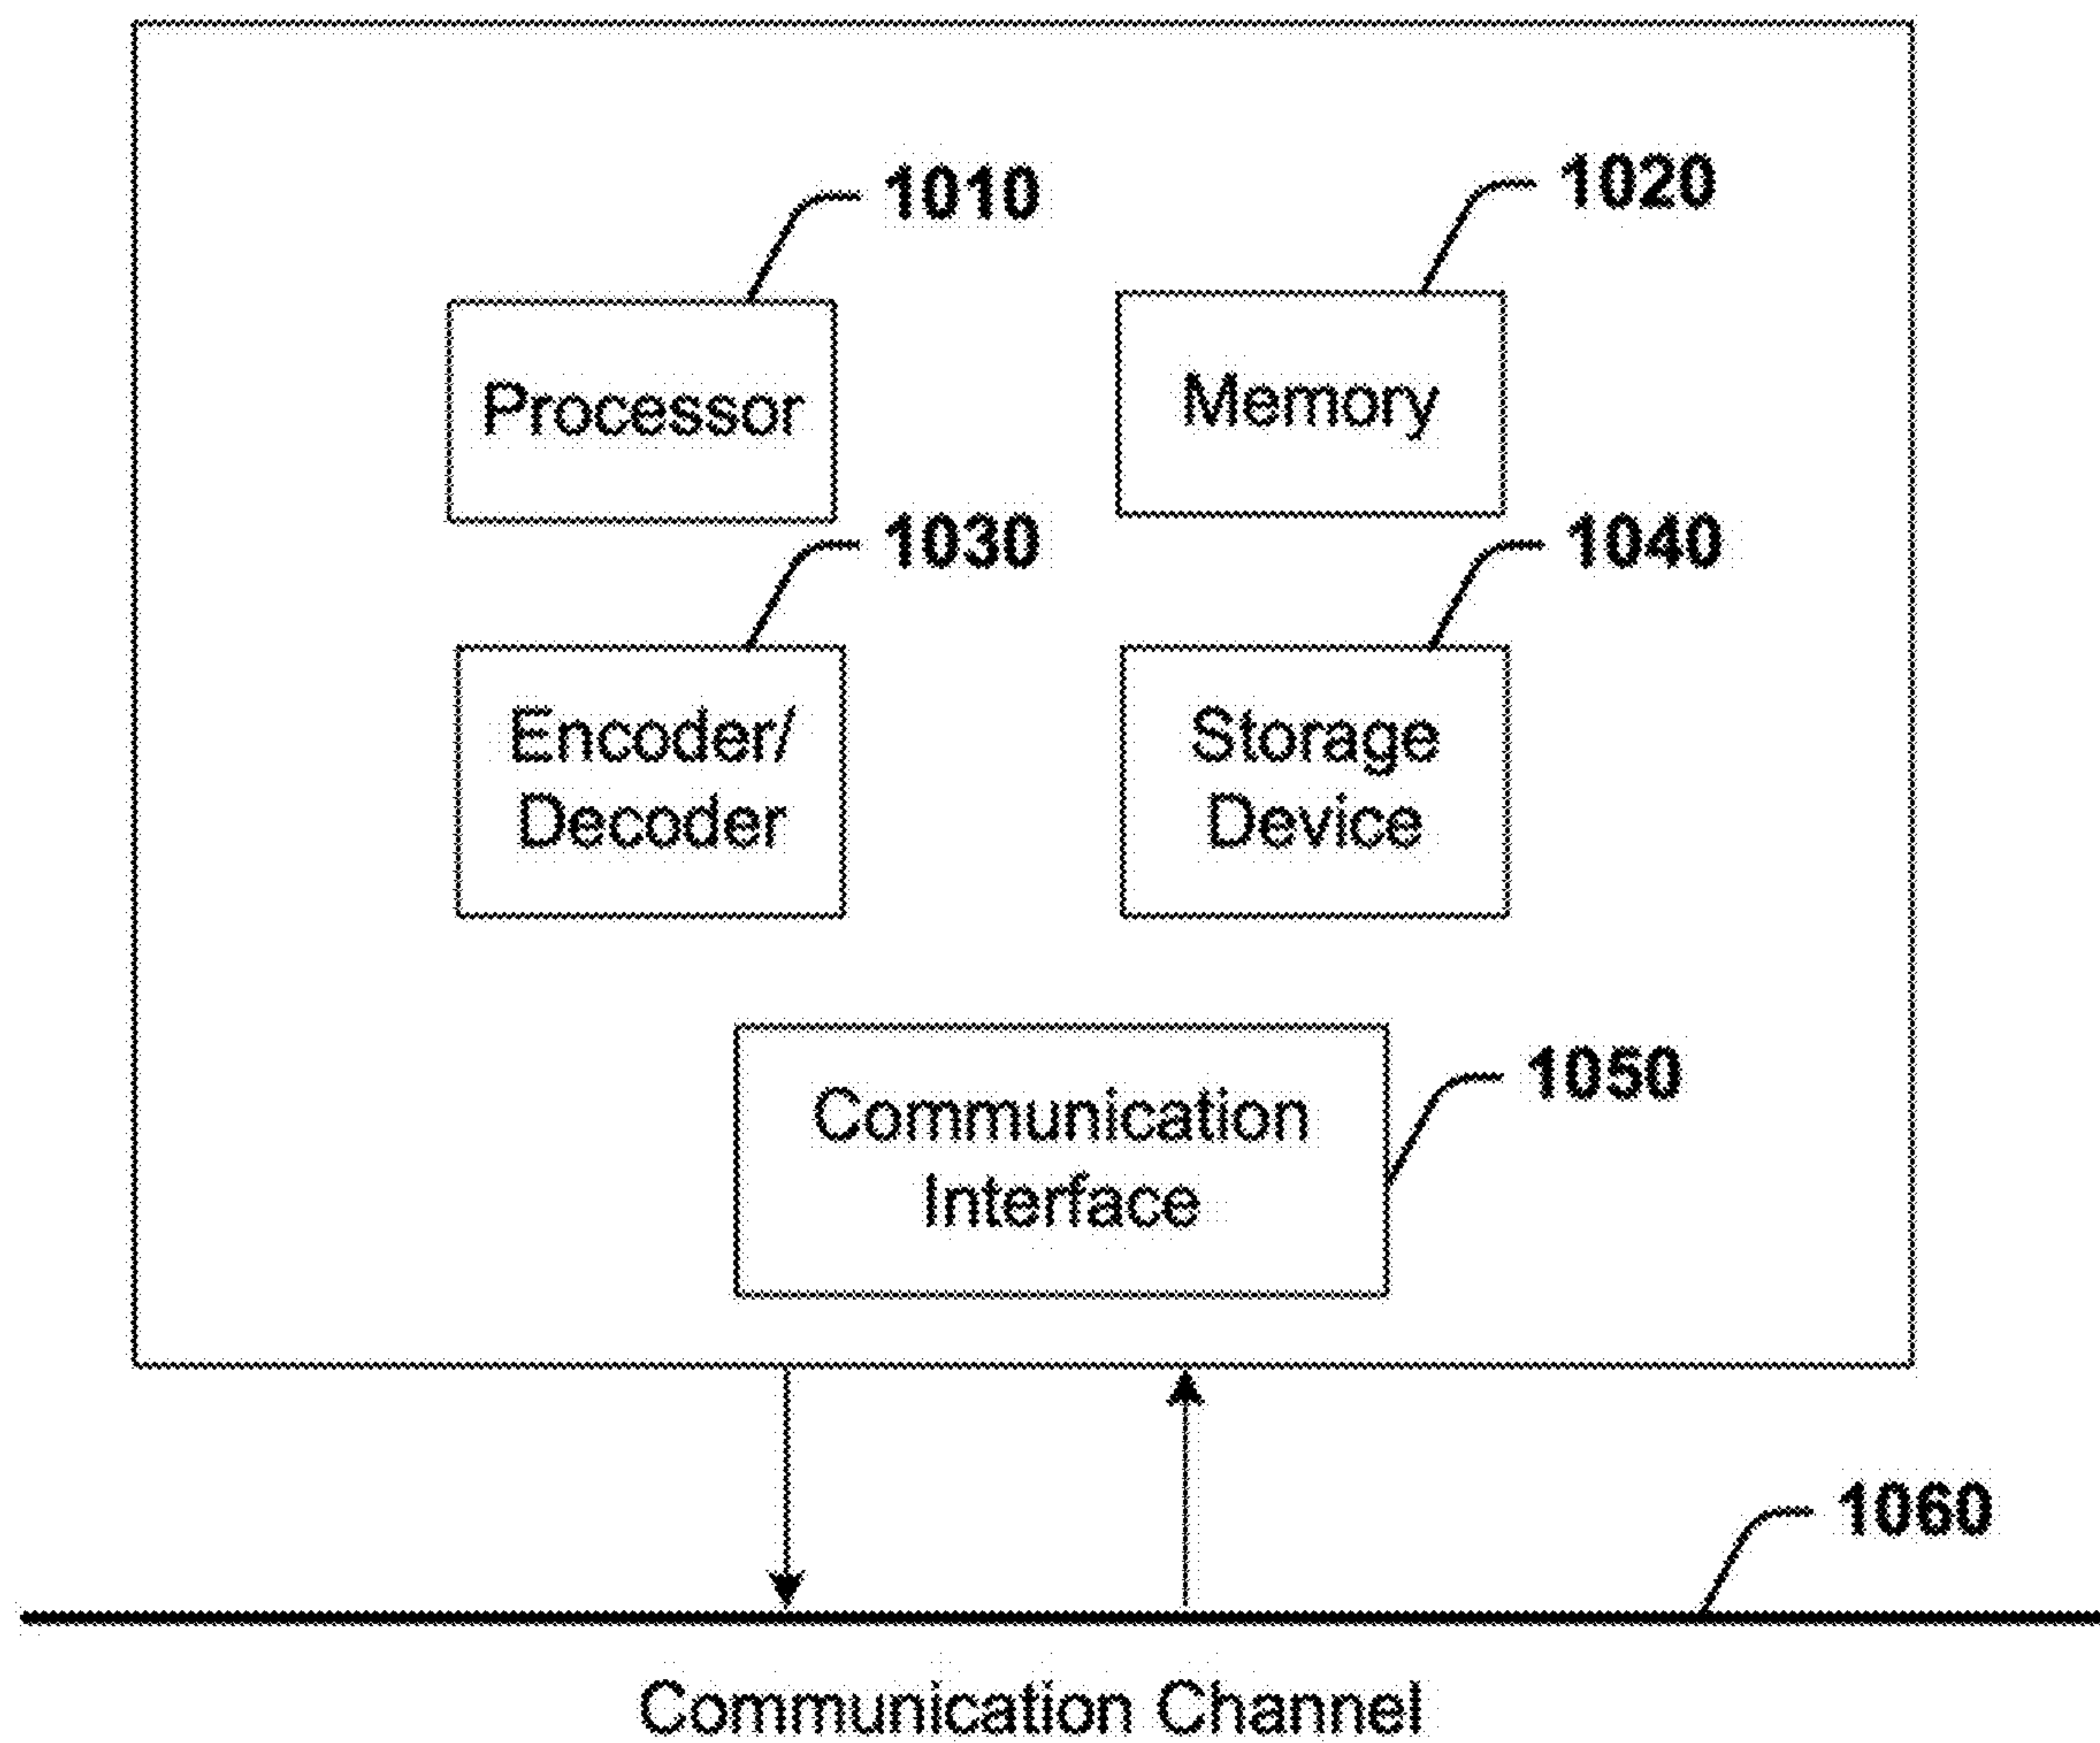 1010
1020
Processor
Memory
1030
1040
Encoder/
Decoder
Storage
Device
1050
Communication
Interface
1060
Communication Channel